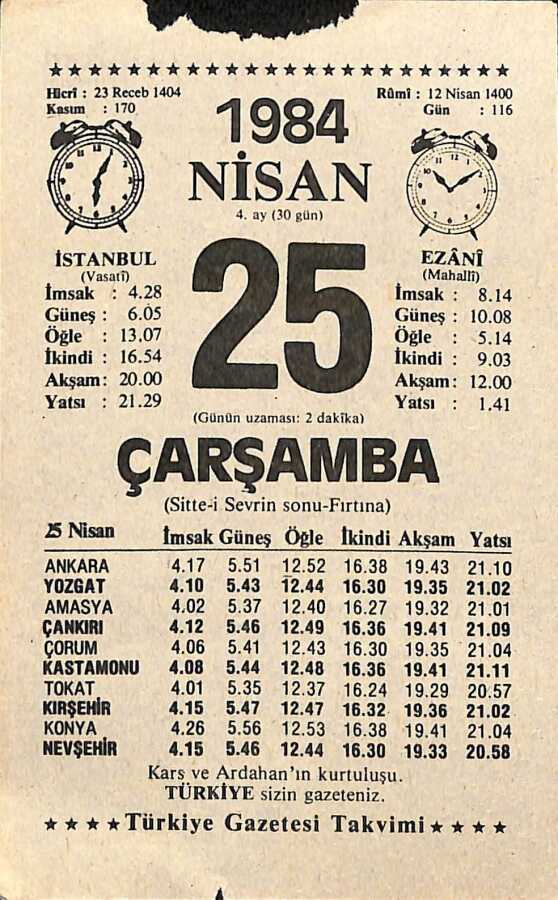 ★★★★★★★★★★★★★★★★★★★★★★★★
Hicrî : 23 Receb 1404
Kasım : 170
1984
Rûmî : 12 Nisan 1400
Gün : 116
NİSAN
4. ay (30 gün)
25
İSTANBUL
(Vasatî)
İmsak : 4.28
Güneş : 6.05
Öğle : 13.07
İkindi : 16.54
Akşam: 20.00
Yatsı : 21.29
EZÂNÎ
(Mahallî)
İmsak : 8.14
Güneş : 10.08
Öğle : 5.14
İkindi : 9.03
Akşam: 12.00
Yatsı : 1.41
(Günün uzaması: 2 dakîka)
ÇARŞAMBA
(Sitte-i Sevrin sonu-Fırtına)
25 Nisan İmsak Güneş Öğle İkindi Akşam Yatsı
ANKARA 4.17 5.51 12.52 16.38 19.43 21.10
YOZGAT 4.10 5.43 12.44 16.30 19.35 21.02
AMASYA 4.02 5.37 12.40 16.27 19.32 21.01
ÇANKIRI 4.12 5.46 12.49 16.36 19.41 21.09
ÇORUM 4.06 5.41 12.43 16.30 19.35 21.04
KASTAMONU 4.08 5.44 12.48 16.36 19.41 21.11
TOKAT 4.01 5.35 12.37 16.24 19.29 20.57
KIRŞEHİR 4.15 5.47 12.47 16.32 19.36 21.02
KONYA 4.26 5.56 12.53 16.38 19.41 21.04
NEVŞEHİR 4.15 5.46 12.44 16.30 19.33 20.58
Kars ve Ardahan'ın kurtuluşu.
TÜRKİYE sizin gazeteniz.
★★★★Türkiye Gazetesi Takvimi★★★★